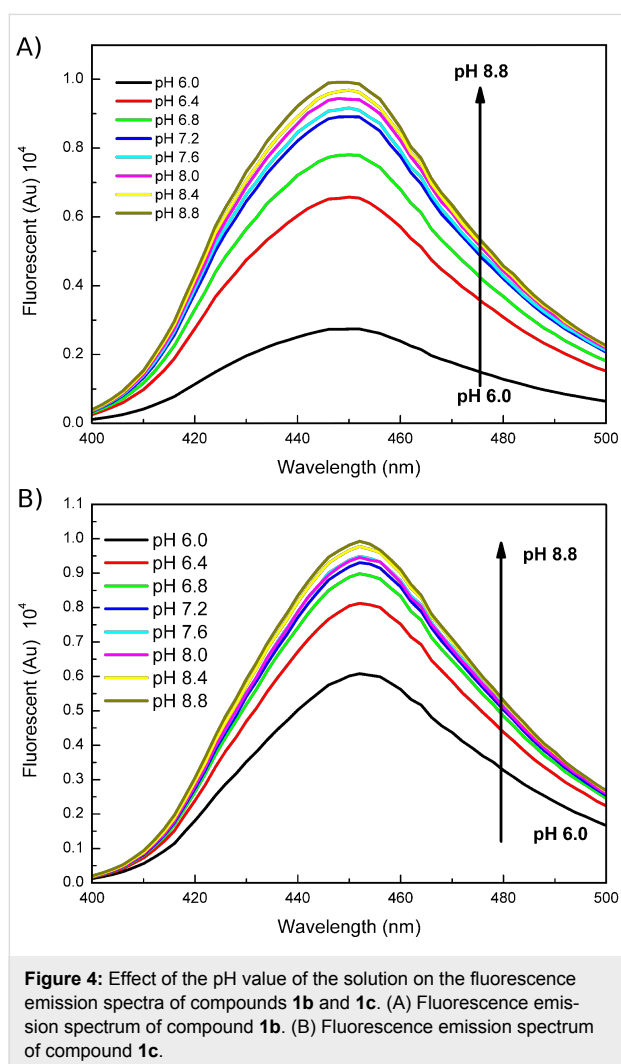 A)
pH 6.0
pH 6.4
pH 6.8
pH 7.2
pH 7.6
pH 8.0
pH 8.4
pH 8.8
pH 8.8
pH 6.0
1.0
0.8
0.6
0.4
0.2
0.0
Fluorescent (Au) 10⁴
400 420 440 460 480 500
Wavelength (nm)
B)
pH 6.0
pH 6.4
pH 6.8
pH 7.2
pH 7.6
pH 8.0
pH 8.4
pH 8.8
pH 8.8
pH 6.0
1.1
1.0
0.9
0.8
0.7
0.6
0.5
0.4
0.3
0.2
0.1
0.0
Fluorescent (Au) 10⁴
400 420 440 460 480 500
Wavelength (nm)
Figure 4: Effect of the pH value of the solution on the fluorescence
emission spectra of compounds 1b and 1c. (A) Fluorescence emis-
sion spectrum of compound 1b. (B) Fluorescence emission spectrum
of compound 1c.